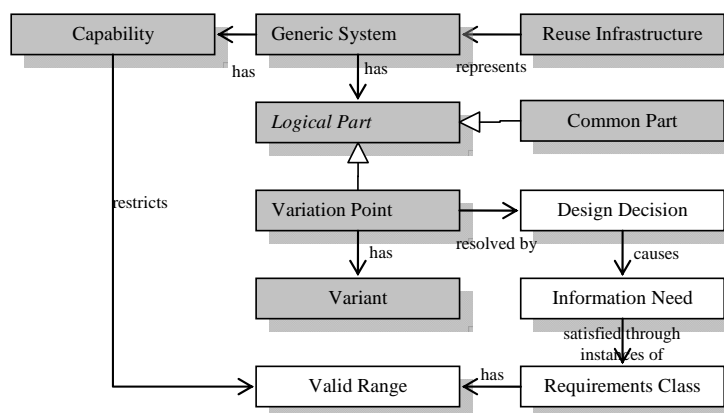 Capability
Generic System
Reuse Infrastructure
has
has
represents
Logical Part
Common Part
restricts
Variation Point
Design Decision
resolved by
has
causes
Variant
Information Need
satisfied through
instances of
Valid Range
has
Requirements Class